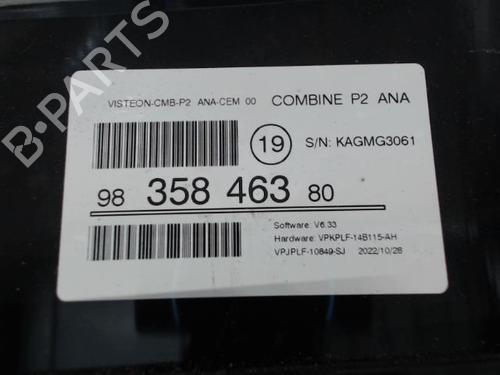 B-PARTS
VISTEON-CMB-P2 ANA-CEM 00 COMBINE P2 ANA
19 S/N: KAGMG3061
98 358 463 80
Software: V6.33
Hardware: VPKPLF-14B115-AH
VPJPLF-10849-SJ 2022/10/28